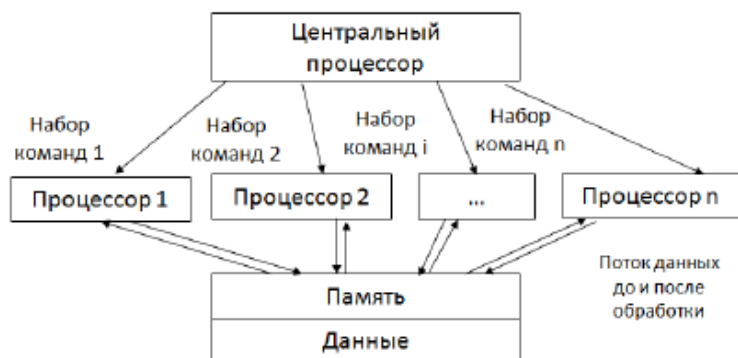 Центральный
процессор
Набор
команд 1
Набор
команд 2
Набор
команд i
Набор
команд n
Процессор 1
Процессор 2
...
Процессор n
Память
Данные
Поток данных
до и после
обработки